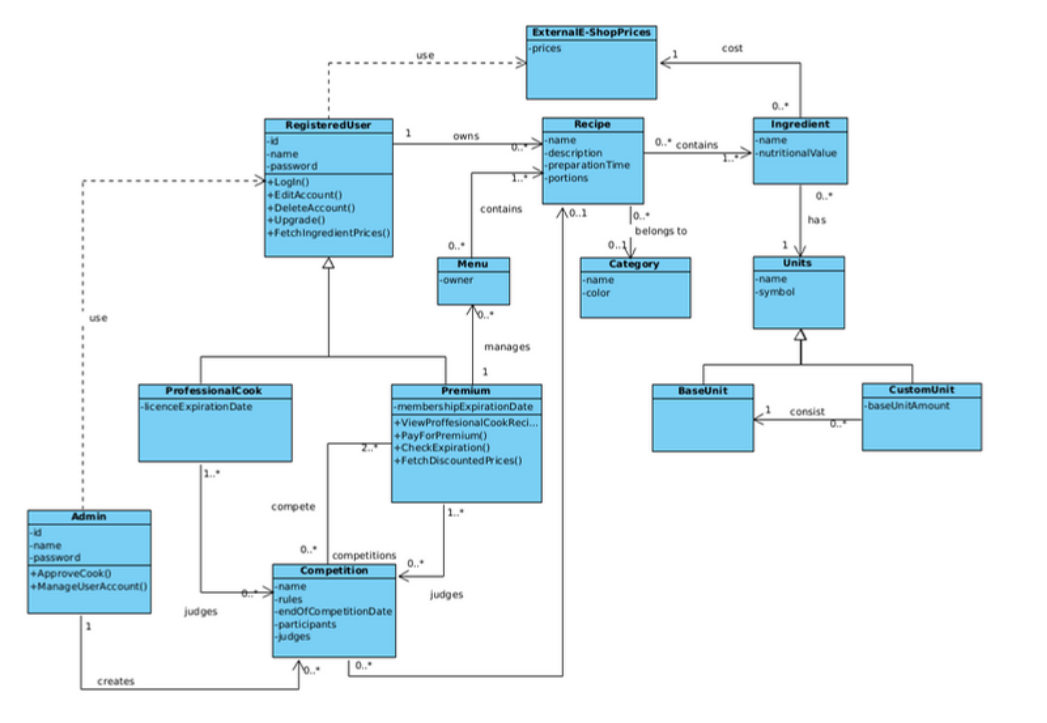 ExternalE-ShopPrices
-prices
use
1
cost
0..*
RegisteredUser
-id
-name
-password
+LogIn()
+EditAccount()
+DeleteAccount()
+Upgrade()
+FetchIngredientPrices()
1
owns
0..*
Recipe
-name
-description
-preparationTime
-portions
0..*
contains
1..*
Ingredient
-name
-nutritionalValue
1..*
contains
0..*
0..1
0..*
belongs to
0..1
0..*
has
1
Menu
-owner
Category
-name
-color
Units
-name
-symbol
use
0..*
manages
1
ProfessionalCook
-licenceExpirationDate
Premium
-membershipExpirationDate
+ViewProffesionalCookReci...
+PayForPremium()
+CheckExpiration()
+FetchDiscountedPrices()
BaseUnit
1
consist
0..*
CustomUnit
-baseUnitAmount
2..*
1..*
compete
1..*
Admin
-id
-name
-password
+ApproveCook()
+ManageUserAccount()
0..*
competitions
0..*
Competition
-name
-rules
-endOfCompetitionDate
-participants
-judges
0..*
judges
judges
1
creates
0..*
0..*